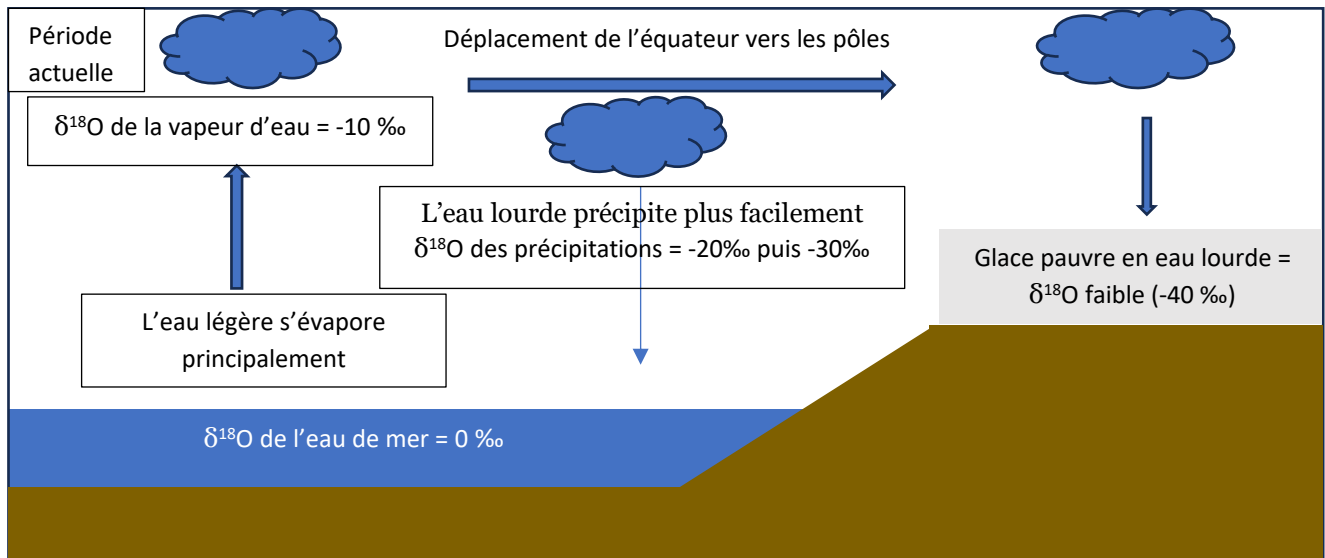 Période
actuelle
Déplacement de l’équateur vers les pôles
δ¹⁸O de la vapeur d’eau = -10 ‰
L’eau lourde précipite plus facilement
δ¹⁸O des précipitations = -20‰ puis -30‰
Glace pauvre en eau lourde =
δ¹⁸O faible (-40 ‰)
L’eau légère s’évapore
principalement
δ¹⁸O de l’eau de mer = 0 ‰